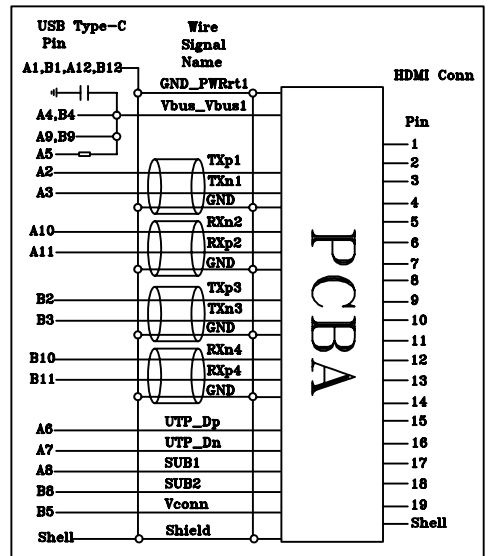 USB Type-C
Pin
Wire
Signal
Name
HDMI Conn
Pin
A1,B1,A12,B12
GND_PWRrt1
A4,B4
Vbus_Vbus1
A9,B9
A5
A2
TXp1
A3
TXn1
GND
A10
RXn2
A11
RXp2
GND
B2
TXp3
B3
TXn3
GND
B10
RXn4
B11
RXp4
GND
A6
UTP_Dp
A7
UTP_Dn
A8
SUB1
B8
SUB2
B5
Vconn
Shell
Shield
PCBA
1
2
3
4
5
6
7
8
9
10
11
12
13
14
15
16
17
18
19
Shell